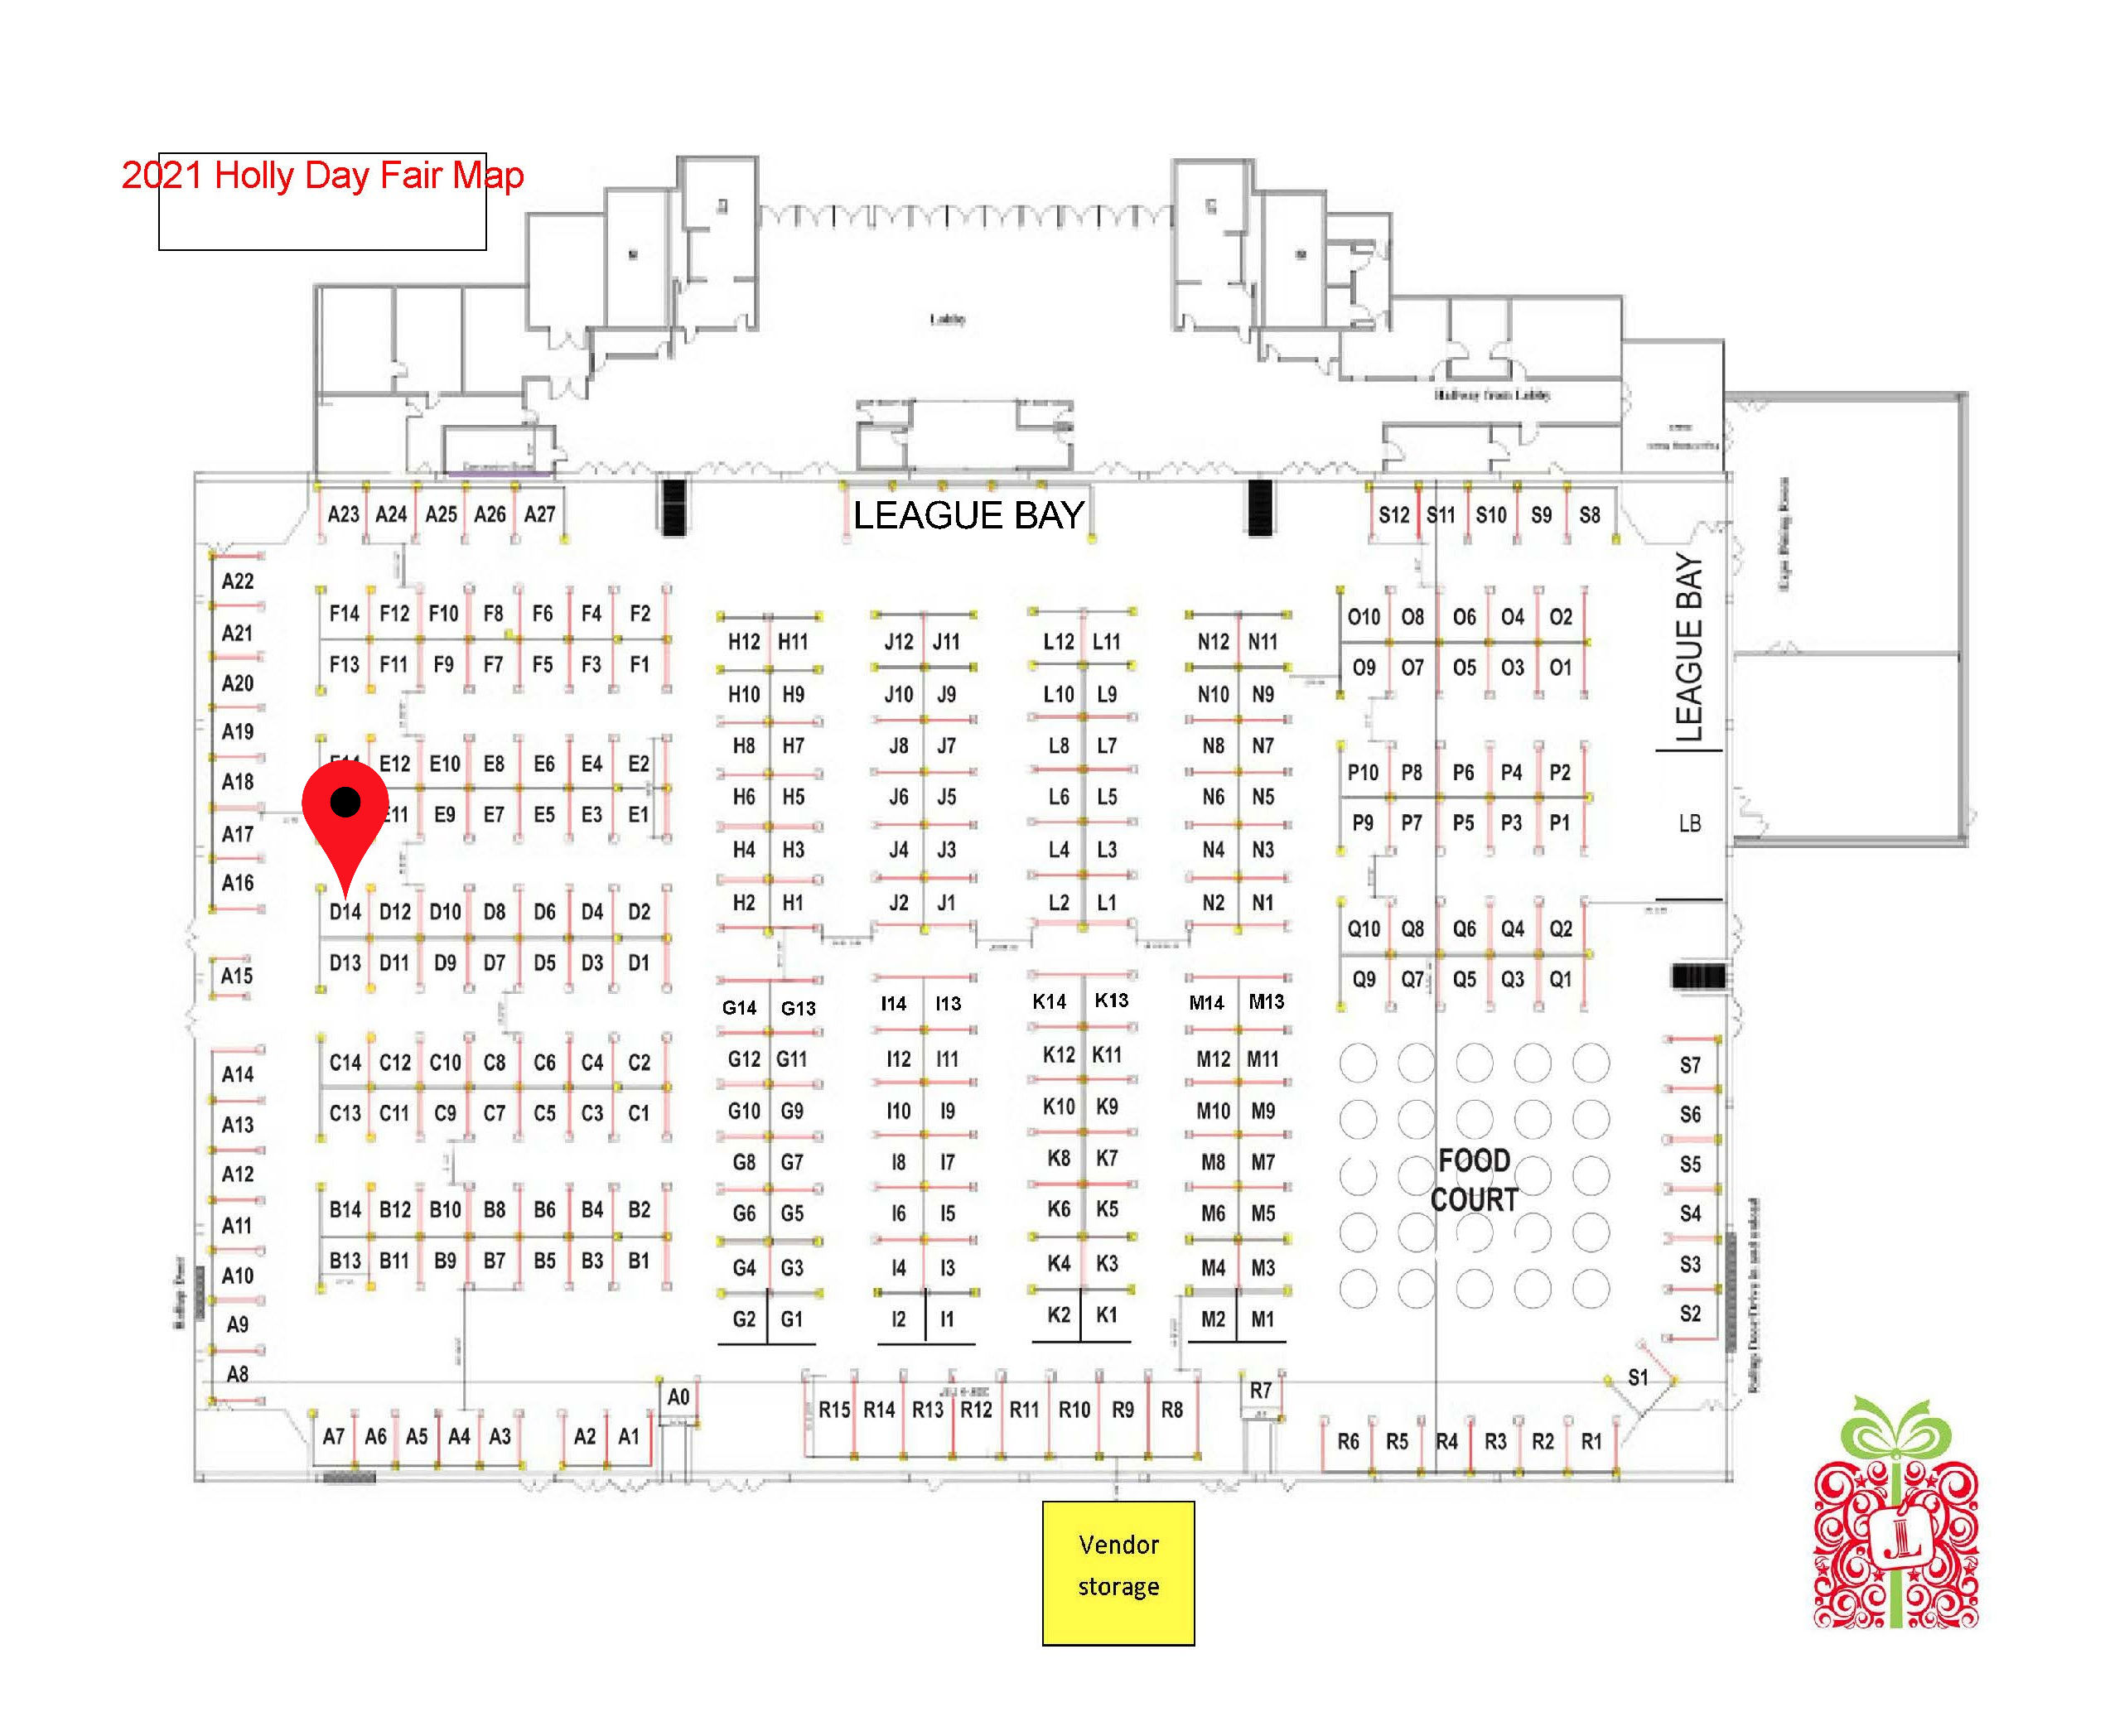 2021 Holly Day Fair Map
Lobby
Hallway from Lobby
LEAGUE BAY
A23 A24 A25 A26 A27
S12 S11 S10 S9 S8
A22
A21
A20
A19
A18
A17
A16
A15
A14
A13
A12
A11
A10
A9
A8
F14 F12 F10 F8 F6 F4 F2
F13 F11 F9 F7 F5 F3 F1
E14 E12 E10 E8 E6 E4 E2
E11 E9 E7 E5 E3 E1
D14 D12 D10 D8 D6 D4 D2
D13 D11 D9 D7 D5 D3 D1
C14 C12 C10 C8 C6 C4 C2
C13 C11 C9 C7 C5 C3 C1
B14 B12 B10 B8 B6 B4 B2
B13 B11 B9 B7 B5 B3 B1
H12 H11
H10 H9
H8 H7
H6 H5
H4 H3
H2 H1
G14 G13
G12 G11
G10 G9
G8 G7
G6 G5
G4 G3
G2 G1
J12 J11
J10 J9
J8 J7
J6 J5
J4 J3
J2 J1
I14 I13
I12 I11
I10 I9
I8 I7
I6 I5
I4 I3
I2 I1
L12 L11
L10 L9
L8 L7
L6 L5
L4 L3
L2 L1
K14 K13
K12 K11
K10 K9
K8 K7
K6 K5
K4 K3
K2 K1
N12 N11
N10 N9
N8 N7
N6 N5
N4 N3
N2 N1
M14 M13
M12 M11
M10 M9
M8 M7
M6 M5
M4 M3
M2 M1
O10 O8 O6 O4 O2
O9 O7 O5 O3 O1
P10 P8 P6 P4 P2
P9 P7 P5 P3 P1
Q10 Q8 Q6 Q4 Q2
Q9 Q7 Q5 Q3 Q1
LEAGUE BAY
LB
FOOD
COURT
S7
S6
S5
S4
S3
S2
S1
A7 A6 A5 A4 A3 A2 A1
A0
R15 R14 R13 R12 R11 R10 R9 R8
R7
R6 R5 R4 R3 R2 R1
Vendor
storage
JL